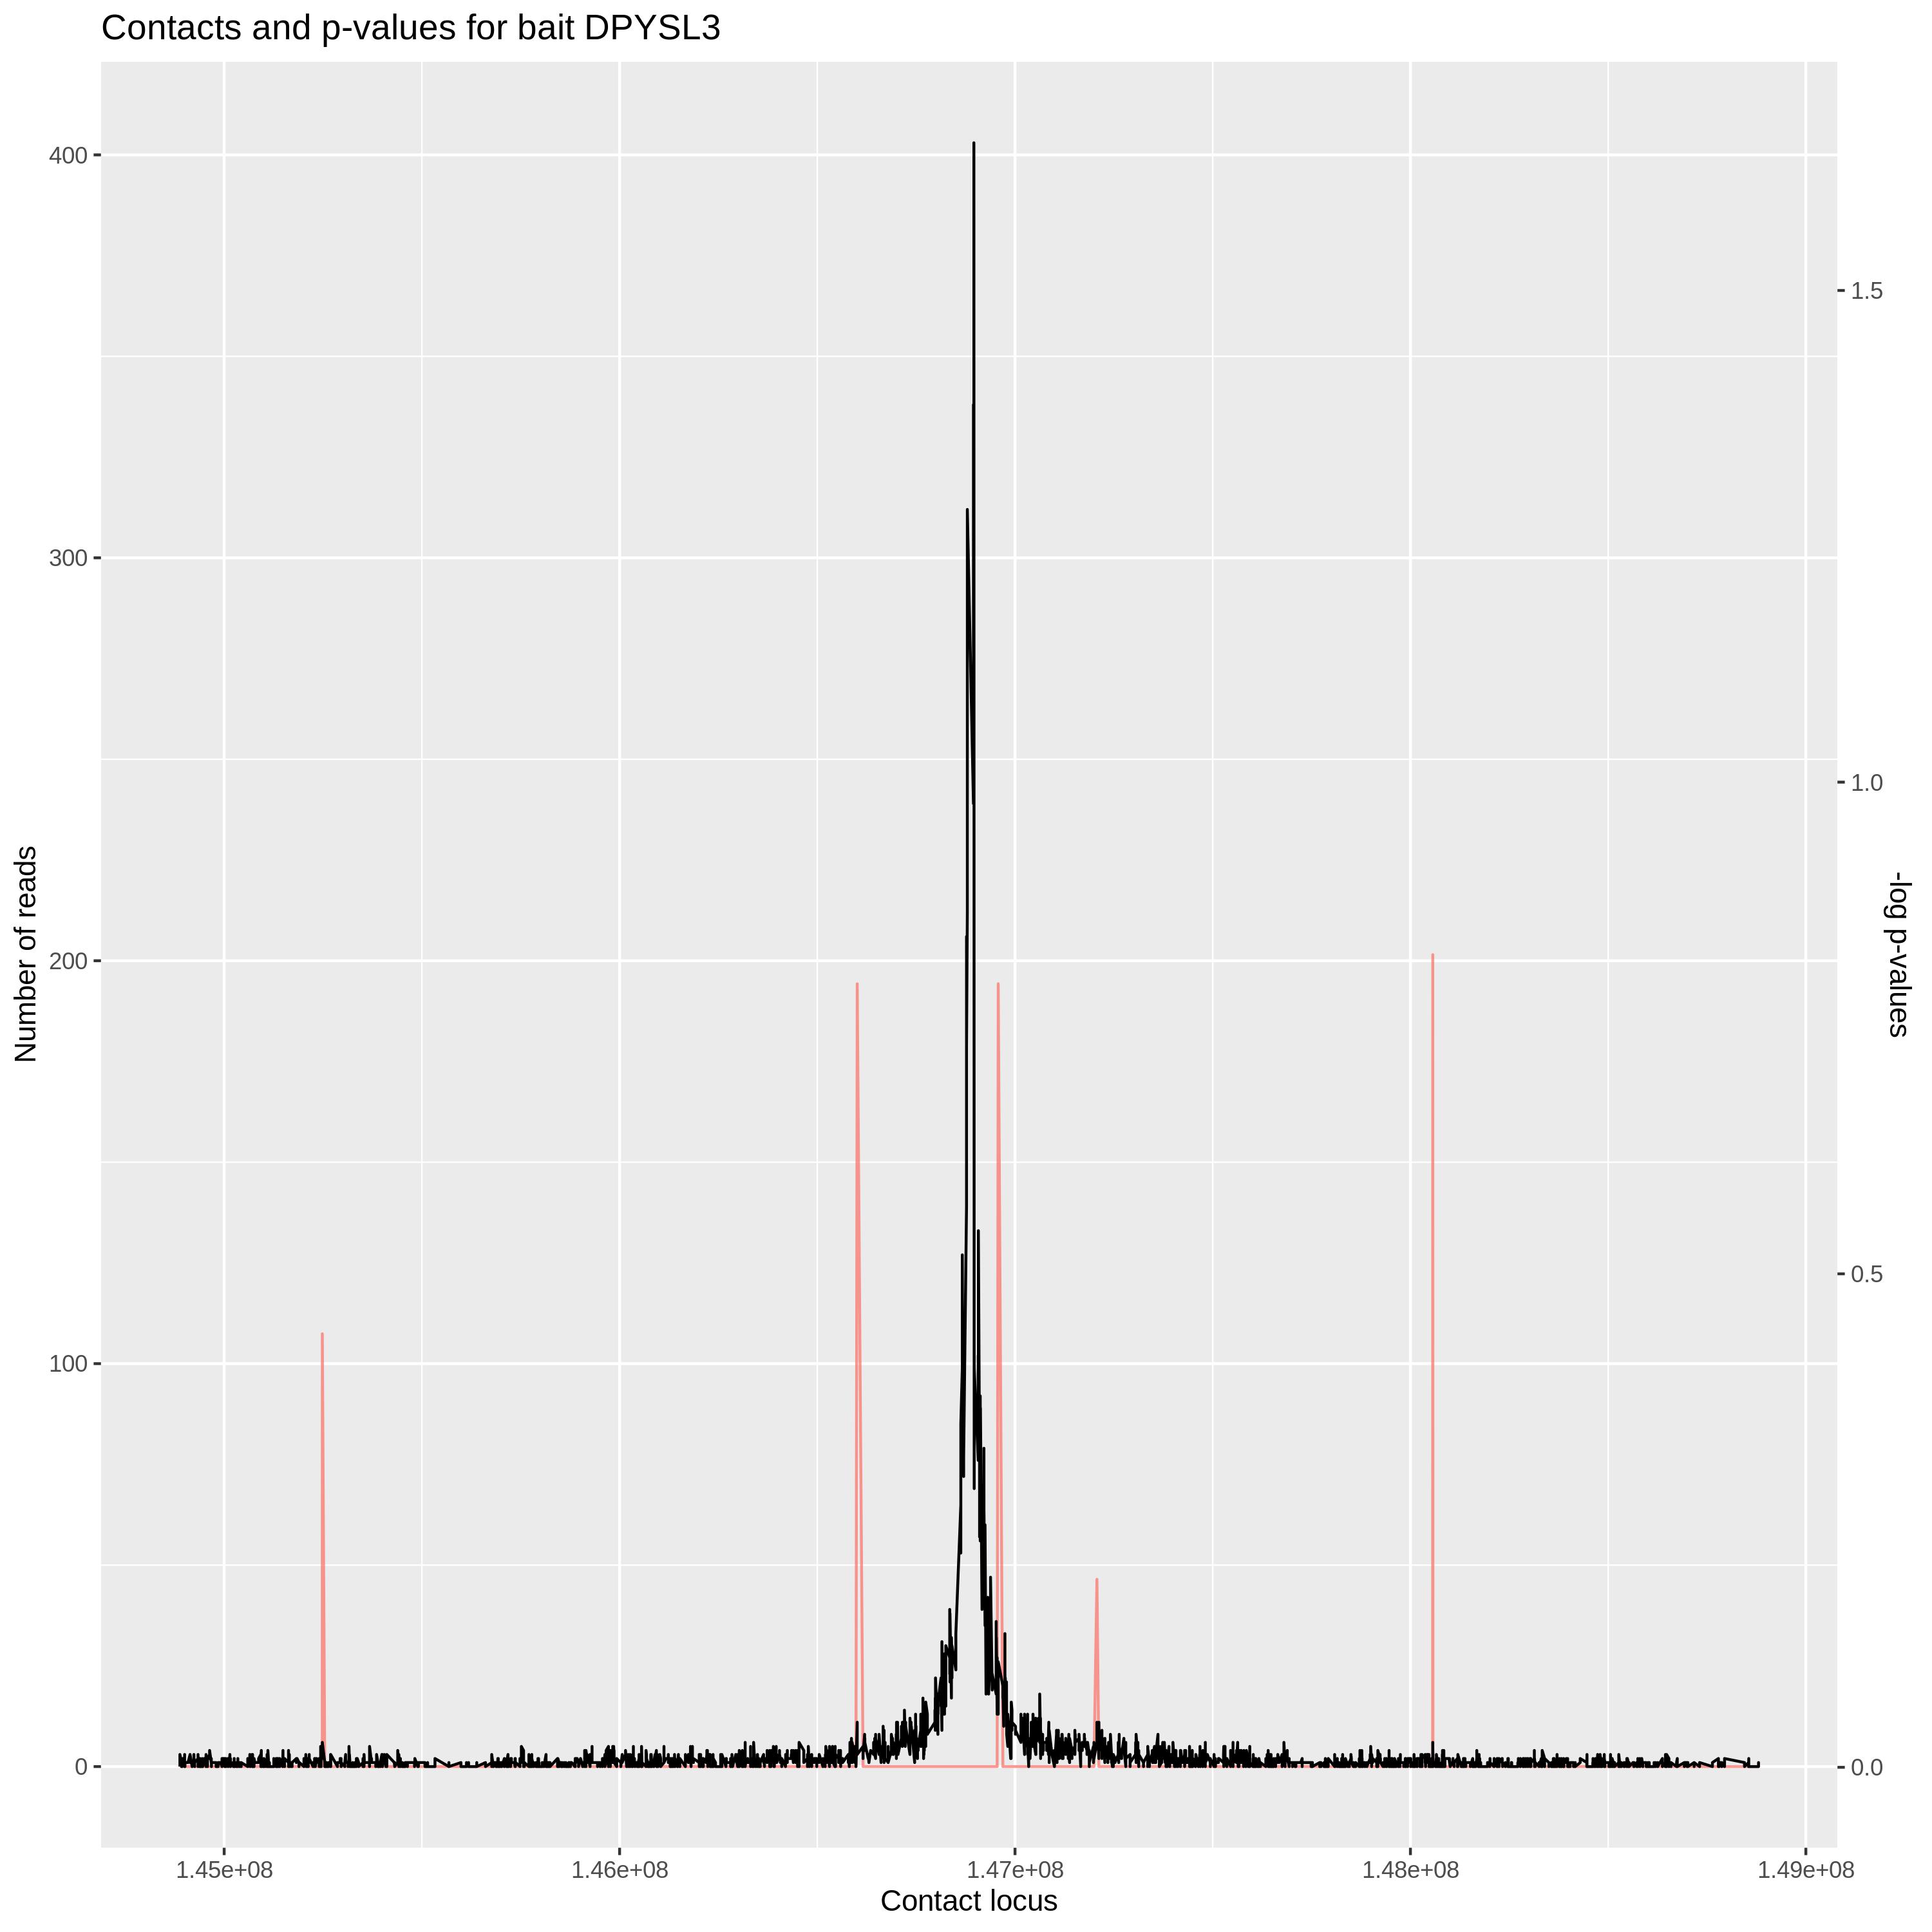 Contacts and p-values for bait DPYSL3
400
300
200
100
0
Number of reads
1.5
1.0
0.5
0.0
-log p-values
1.45e+08
1.46e+08
1.47e+08
1.48e+08
1.49e+08
Contact locus